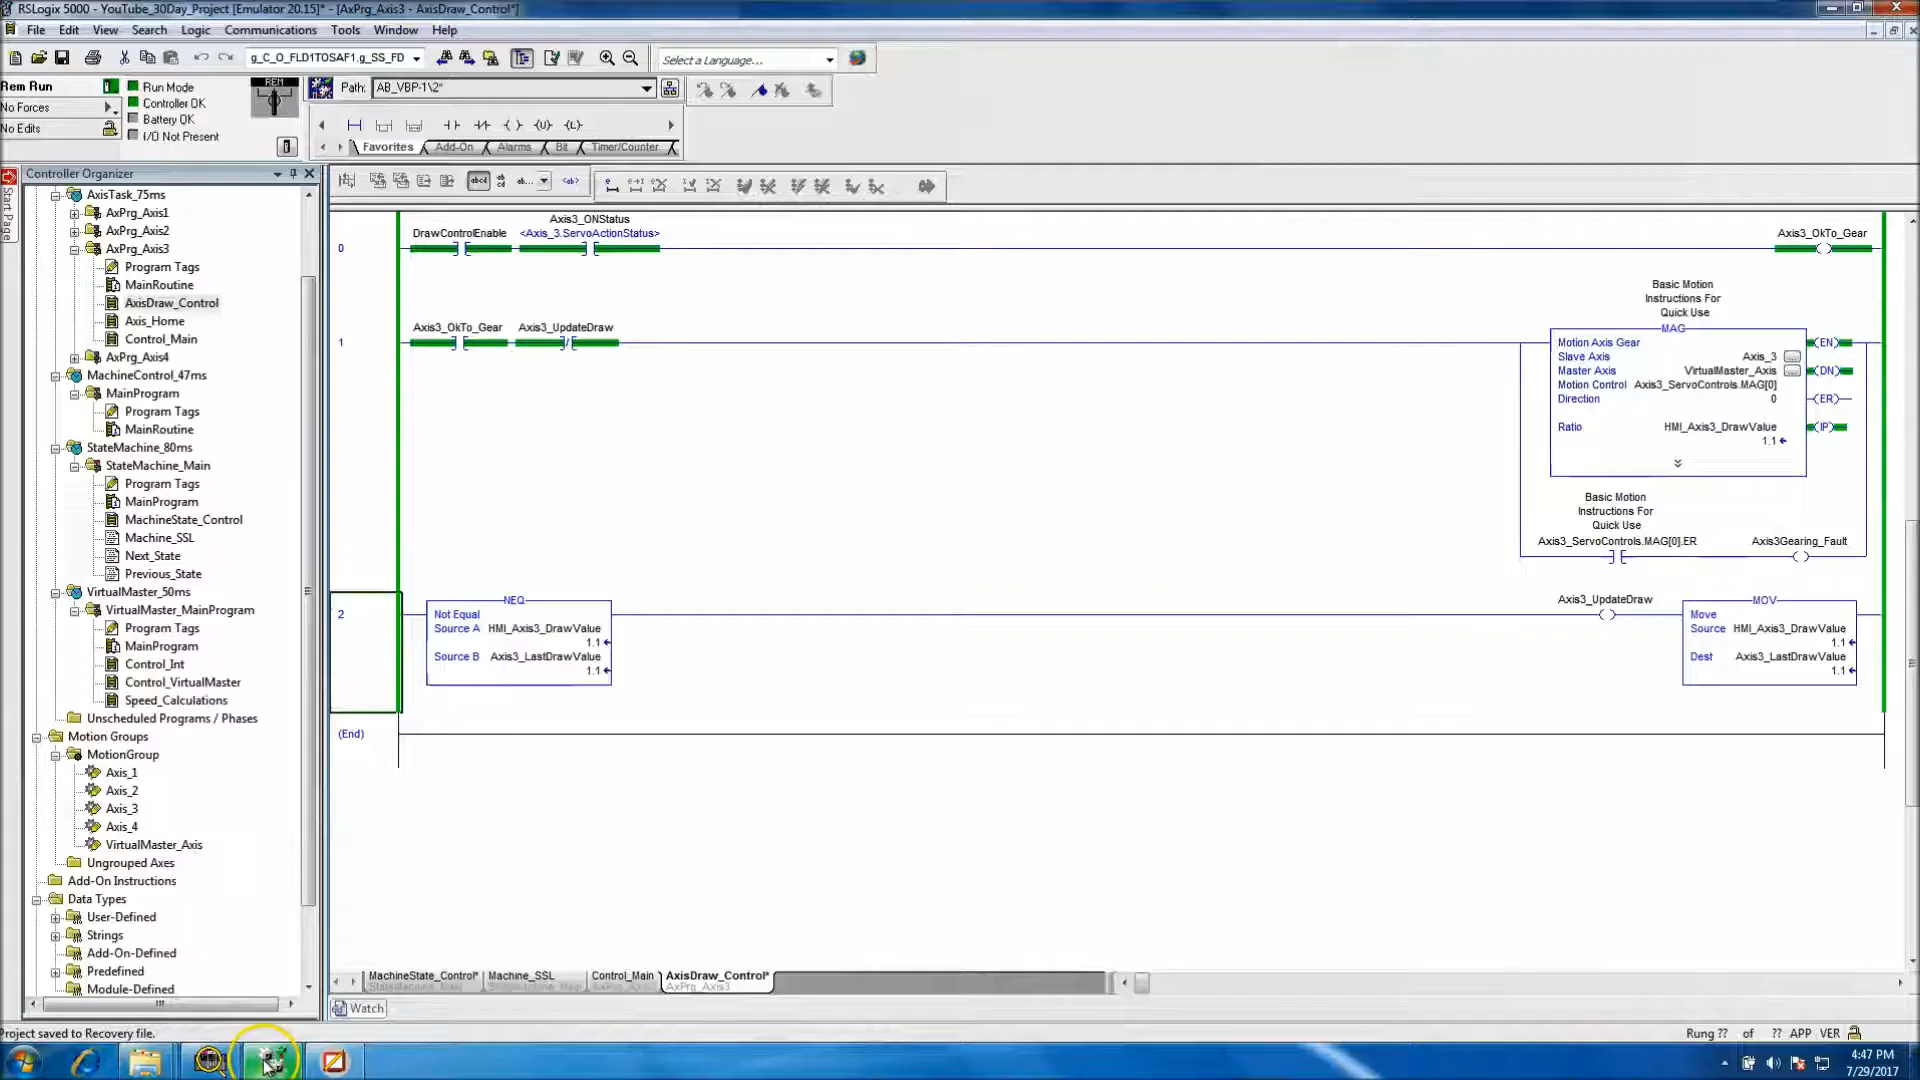 RSLogix 5000 - YouTube_30Day_Project [Emulator 20.15]* - [AxPrg_Axis3 - AxisDraw_Control*]
File Edit View Search Logic Communications Tools Window Help
g_C_O_FLD1TOSAF1.g_SS_FD
Select a Language...
Rem Run
No Forces
No Edits
Run Mode
Controller OK
Battery OK
I/O Not Present
REM
Path: AB_VBP-1\2*
Favorites Add-On Alarms Bit Timer/Counter
Start Page
Controller Organizer
AxisTask_75ms
AxPrg_Axis1
AxPrg_Axis2
AxPrg_Axis3
Program Tags
MainRoutine
AxisDraw_Control
Axis_Home
Control_Main
AxPrg_Axis4
MachineControl_47ms
MainProgram
Program Tags
MainRoutine
StateMachine_80ms
StateMachine_Main
Program Tags
MainProgram
MachineState_Control
Machine_SSL
Next_State
Previous_State
VirtualMaster_50ms
VirtualMaster_MainProgram
Program Tags
MainProgram
Control_Int
Control_VirtualMaster
Speed_Calculations
Unscheduled Programs / Phases
Motion Groups
MotionGroup
Axis_1
Axis_2
Axis_3
Axis_4
VirtualMaster_Axis
Ungrouped Axes
Add-On Instructions
Data Types
User-Defined
Strings
Add-On-Defined
Predefined
Module-Defined
Axis3_ONStatus
DrawControlEnable <Axis_3.ServoActionStatus> Axis3_OkTo_Gear
0
Basic Motion
Instructions For
Quick Use
Axis3_OkTo_Gear Axis3_UpdateDraw
1
MAG
Motion Axis Gear
Slave Axis Axis_3
Master Axis VirtualMaster_Axis
Motion Control Axis3_ServoControls.MAG[0]
Direction 0
Ratio HMI_Axis3_DrawValue
1.1
EN
DN
ER
IP
Basic Motion
Instructions For
Quick Use
Axis3_ServoControls.MAG[0].ER Axis3Gearing_Fault
2
NEQ
Not Equal
Source A HMI_Axis3_DrawValue
1.1
Source B Axis3_LastDrawValue
1.1
Axis3_UpdateDraw
MOV
Move
Source HMI_Axis3_DrawValue
1.1
Dest Axis3_LastDrawValue
1.1
(End)
MachineState_Control* Machine_SSL Control_Main AxisDraw_Control*
AxPrg_Axis3
Watch
Project saved to Recovery file.
Rung ?? of ?? APP VER
4:47 PM
7/29/2017